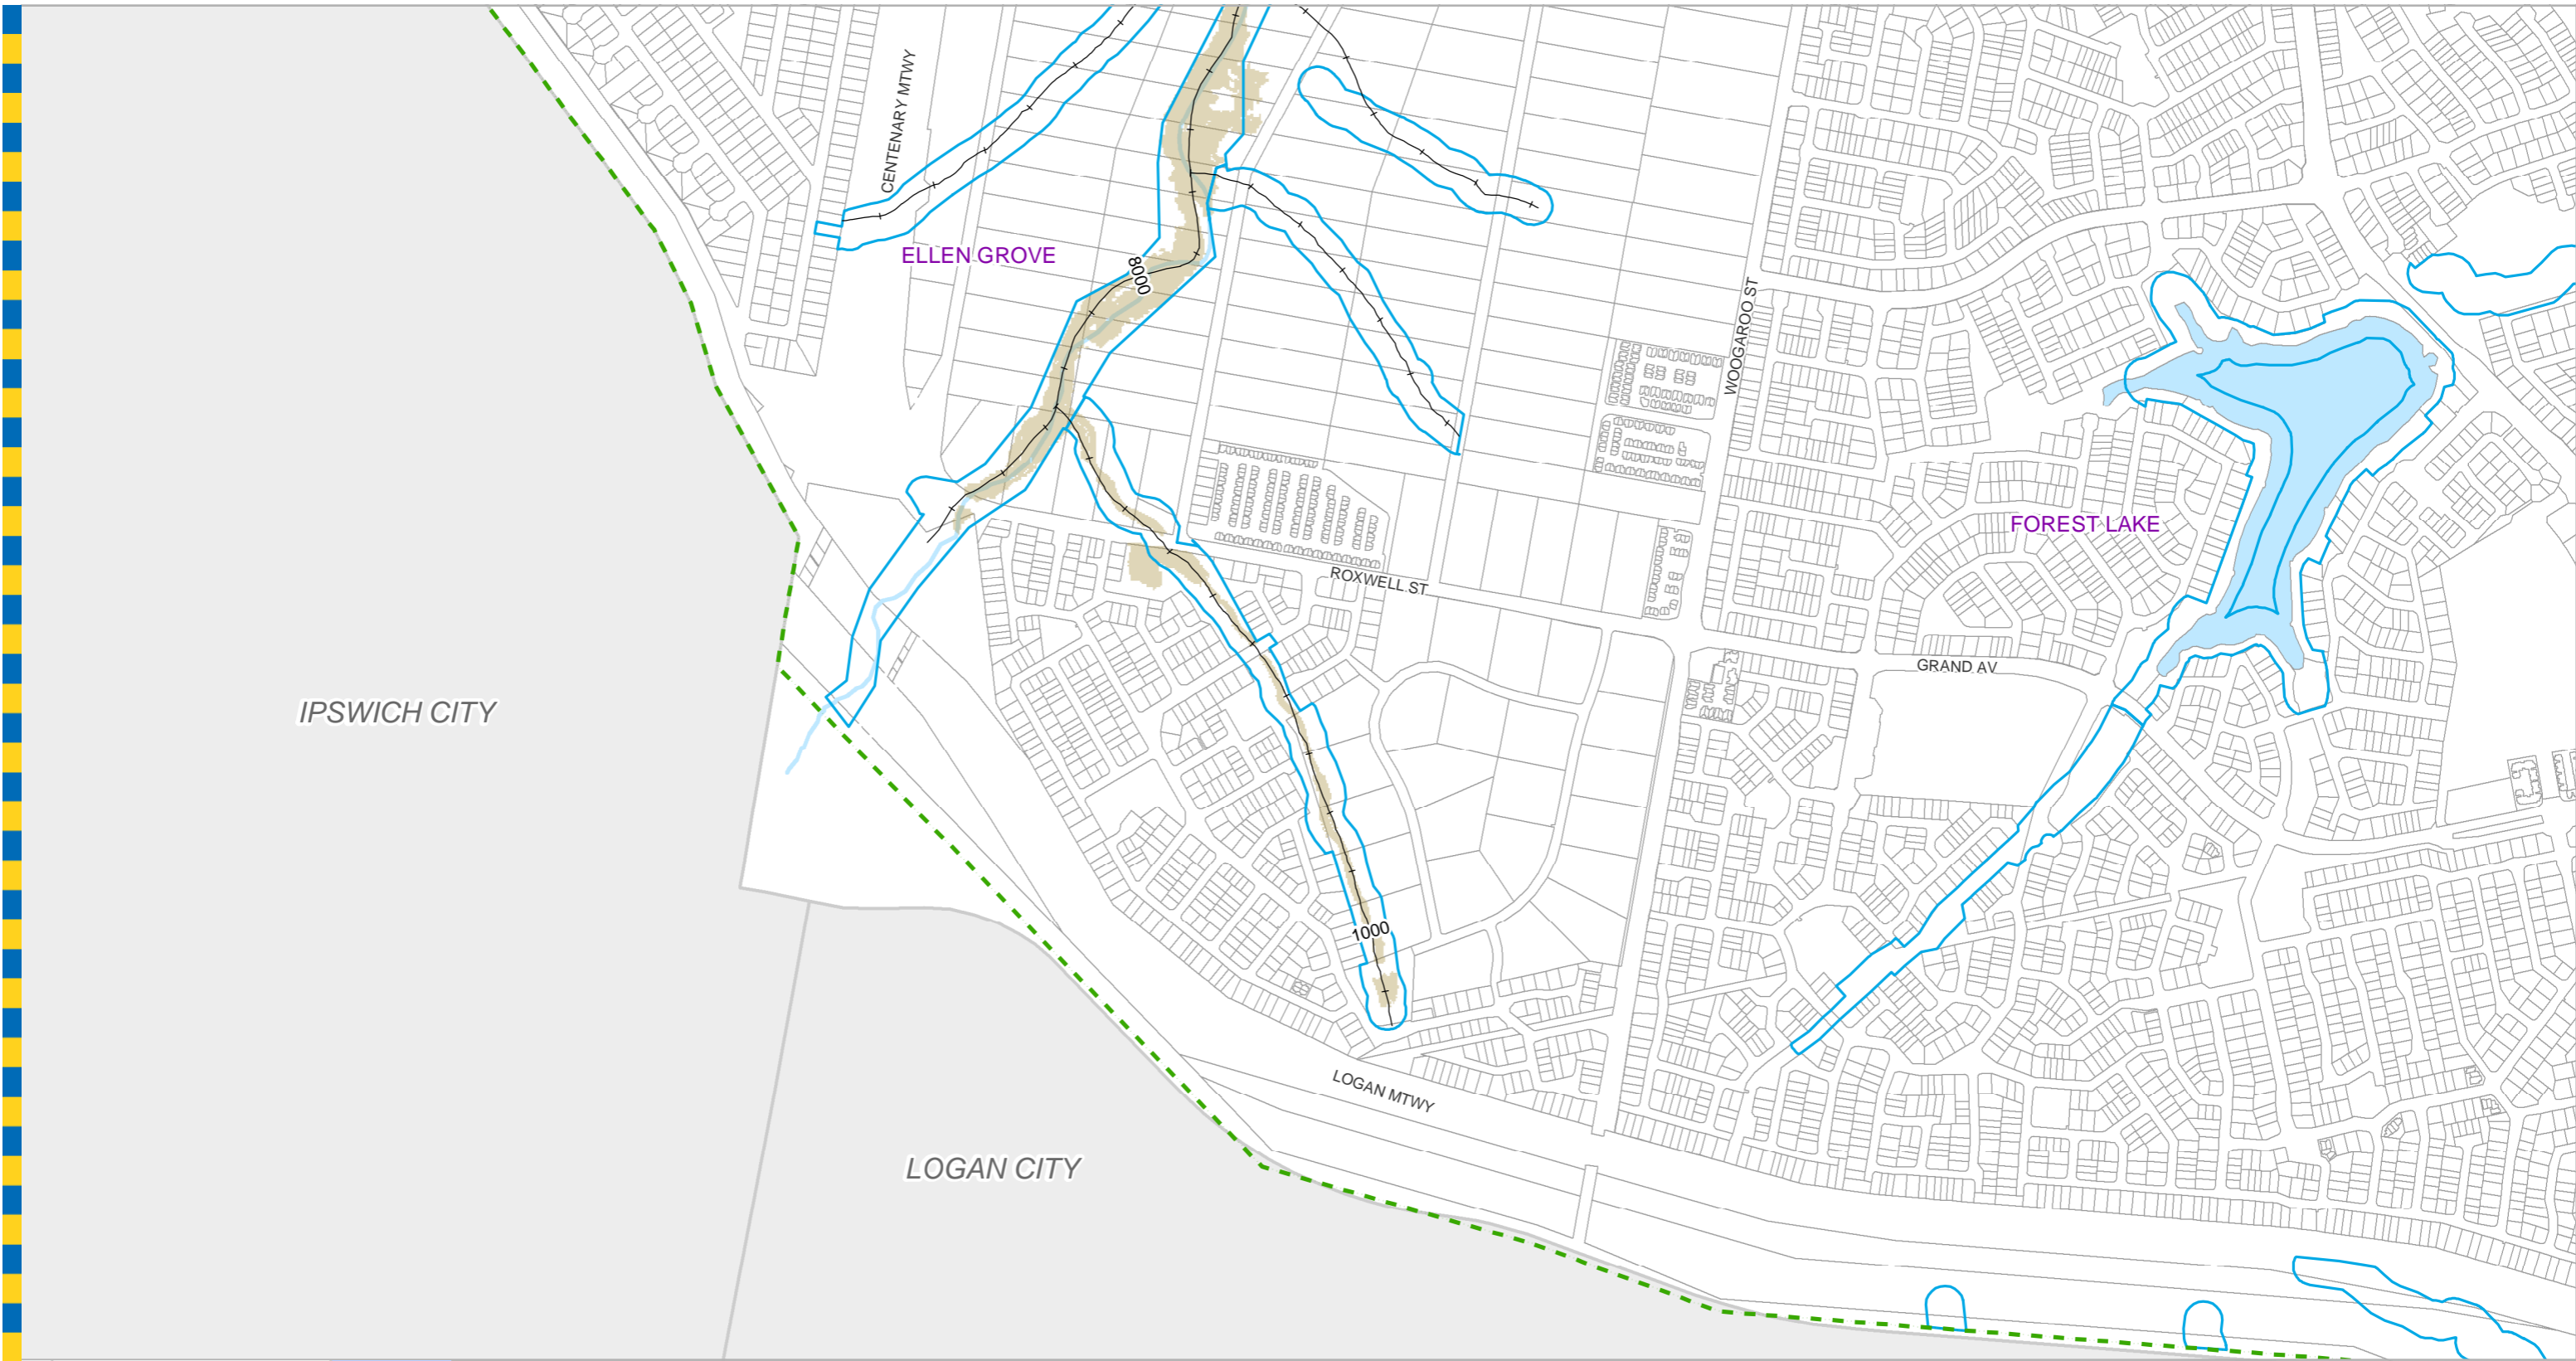 CENTENARY MTWY
ELLEN GROVE
8000
WOOGAROO ST
FOREST LAKE
ROXWELL ST
GRAND AV
IPSWICH CITY
1000
LOGAN MTWY
LOGAN CITY